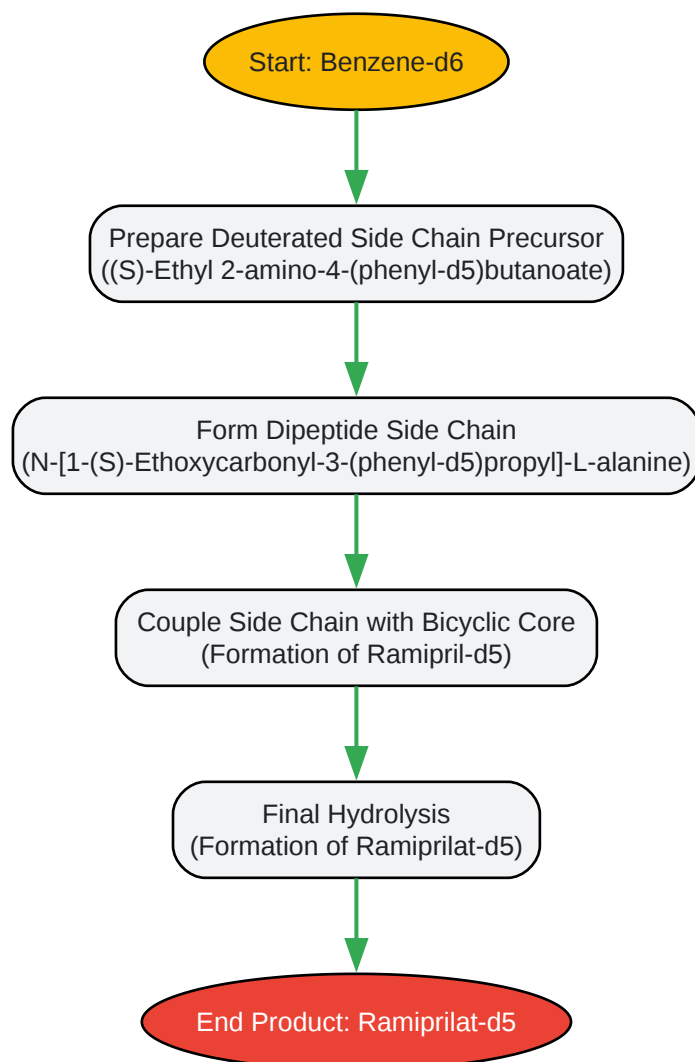 Start: Benzene-d6
Prepare Deuterated Side Chain Precursor
((S)-Ethyl 2-amino-4-(phenyl-d5)butanoate)
Form Dipeptide Side Chain
(N-[1-(S)-Ethoxycarbonyl-3-(phenyl-d5)propyl]-L-alanine)
Couple Side Chain with Bicyclic Core
(Formation of Ramipril-d5)
Final Hydrolysis
(Formation of Ramiprilat-d5)
End Product: Ramiprilat-d5